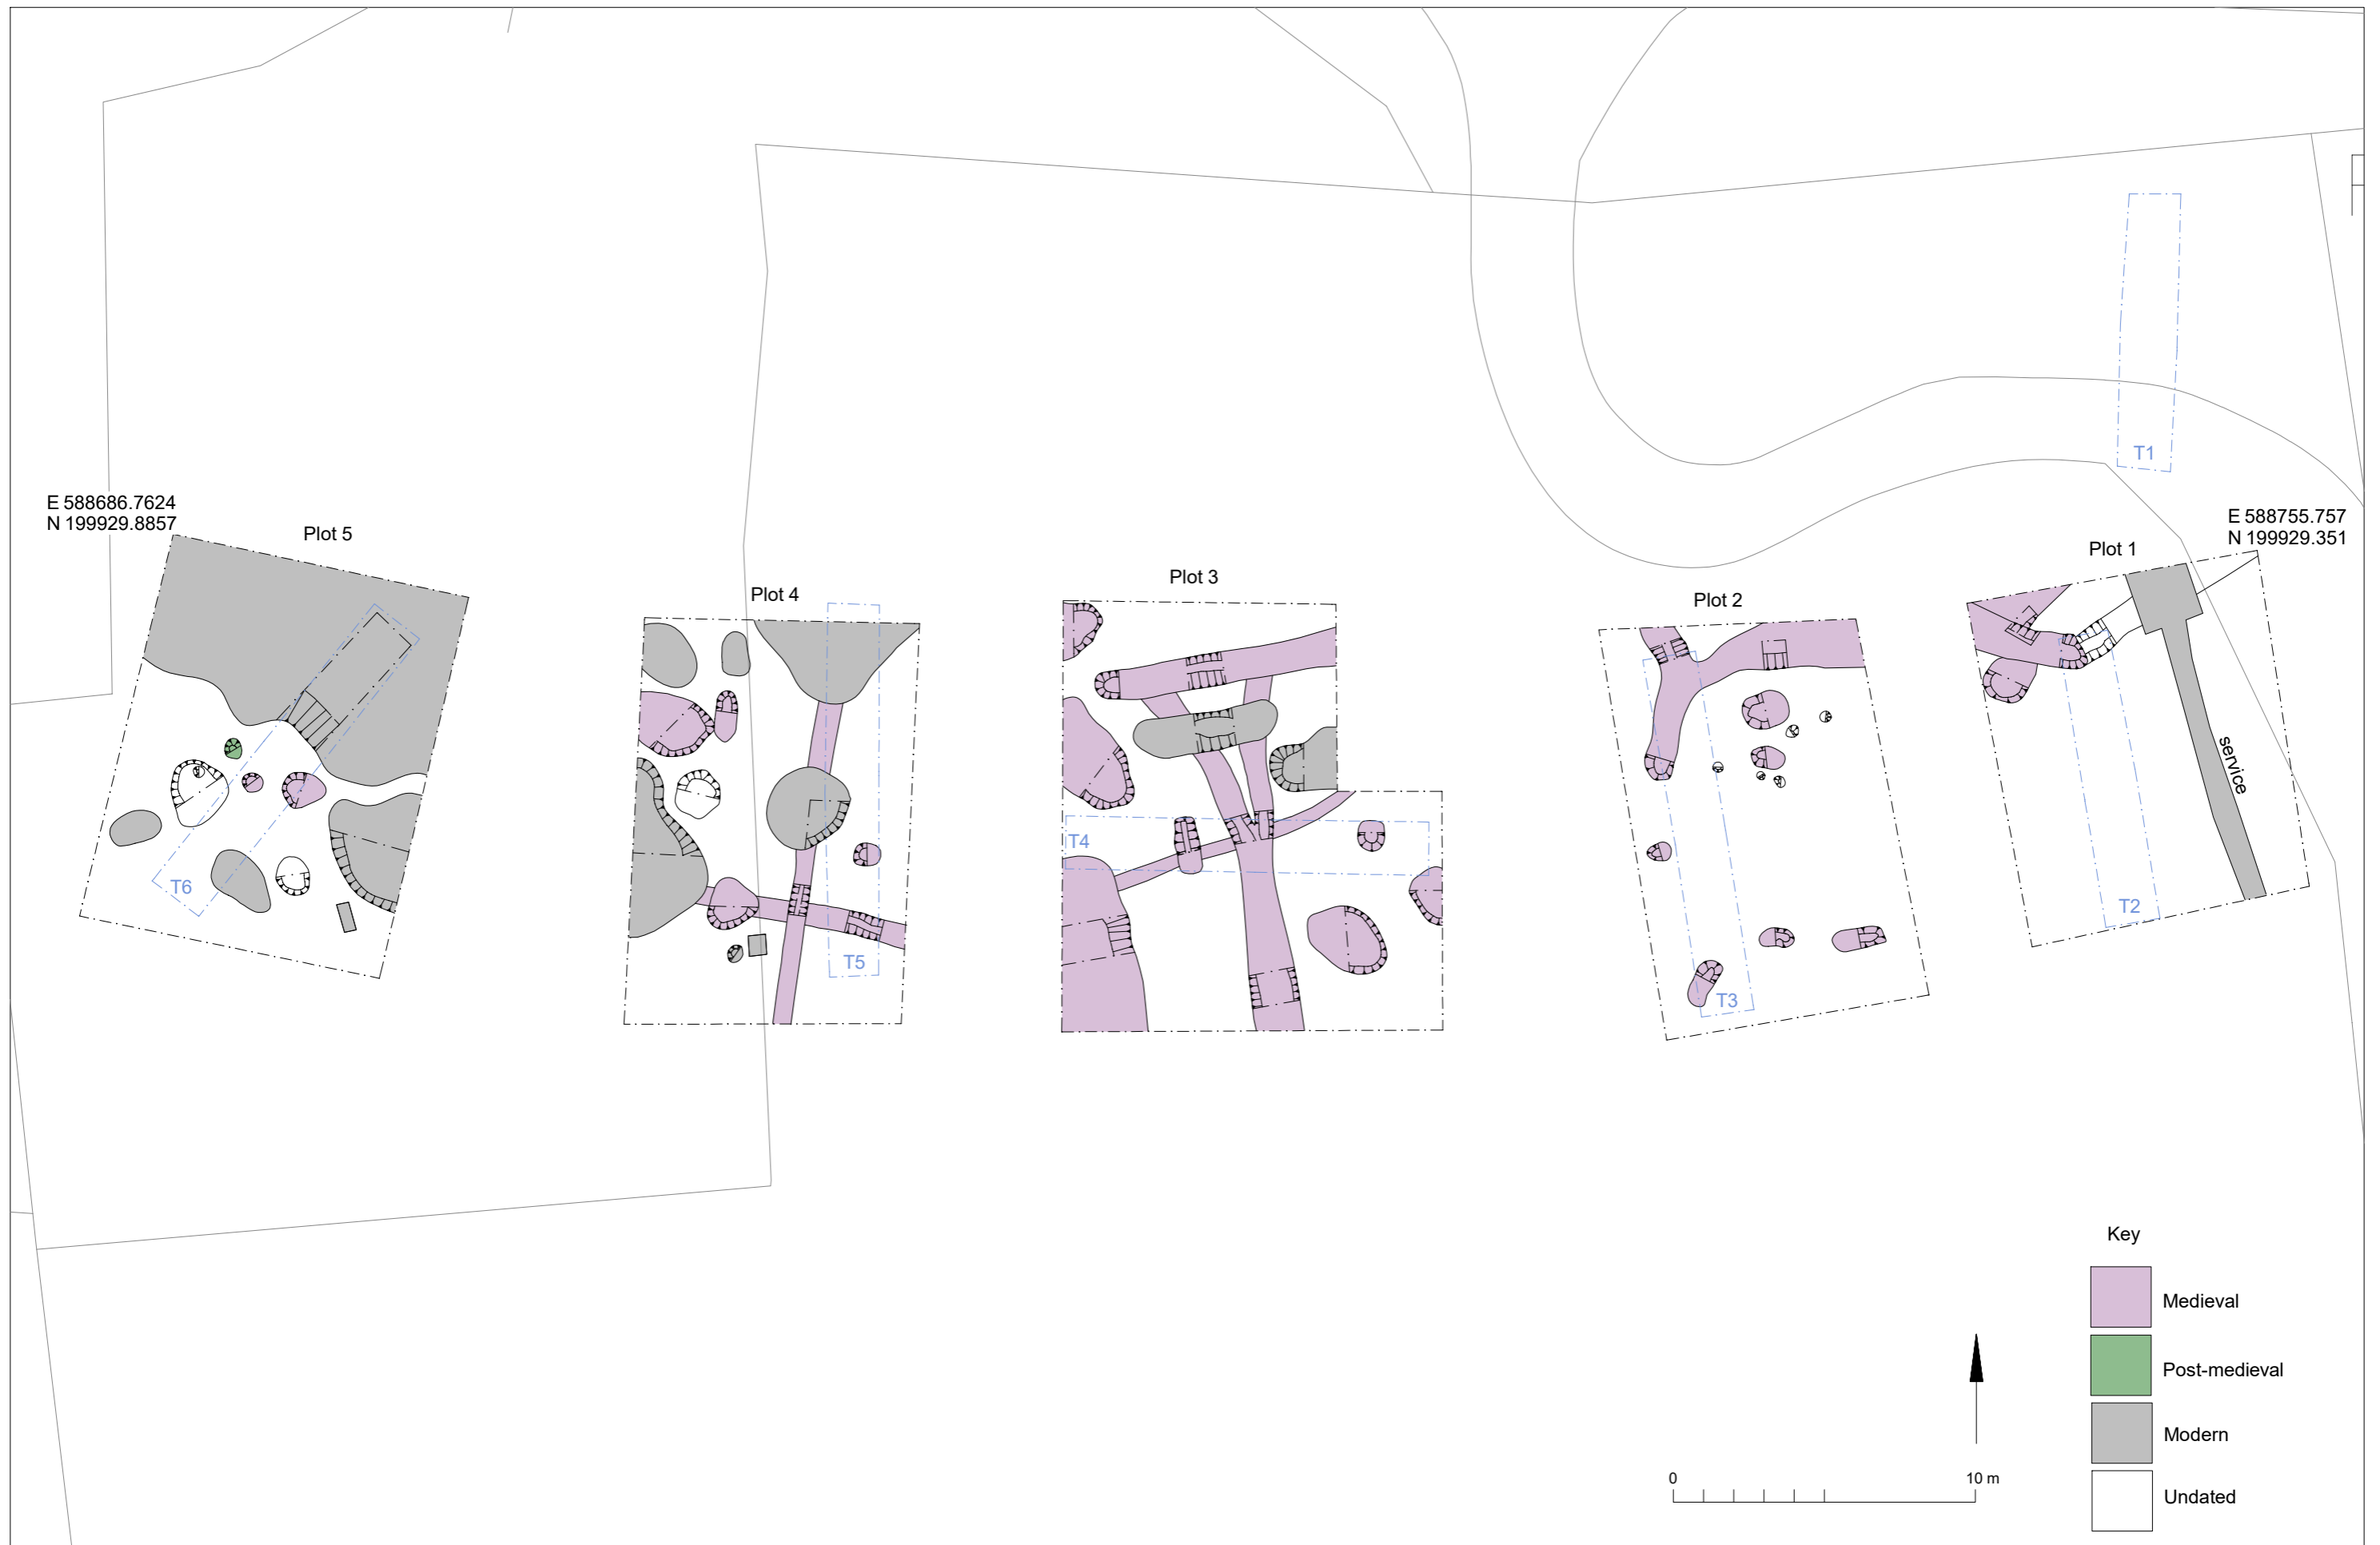 T1
E 588686.7624
N 199929.8857
Plot 5
E 588755.757
N 199929.351
Plot 1
Plot 3
Plot 4
Plot 2
service
T4
T6
T2
T5
T3
Key
Medieval
Post-medieval
Modern
Undated
0
10 m